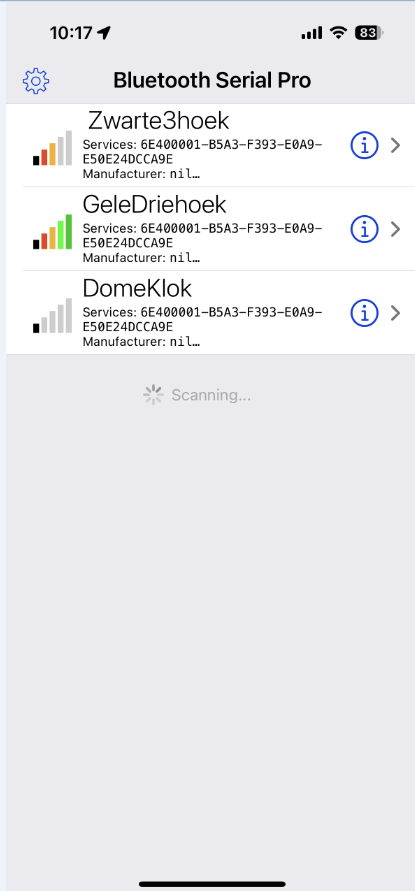 10:17
83
Bluetooth Serial Pro
Zwarte3hoek
Services: 6E400001-B5A3-F393-E0A9-
E50E24DCCA9E
Manufacturer: nil…
GeleDriehoek
Services: 6E400001-B5A3-F393-E0A9-
E50E24DCCA9E
Manufacturer: nil…
DomeKlok
Services: 6E400001-B5A3-F393-E0A9-
E50E24DCCA9E
Manufacturer: nil…
Scanning...